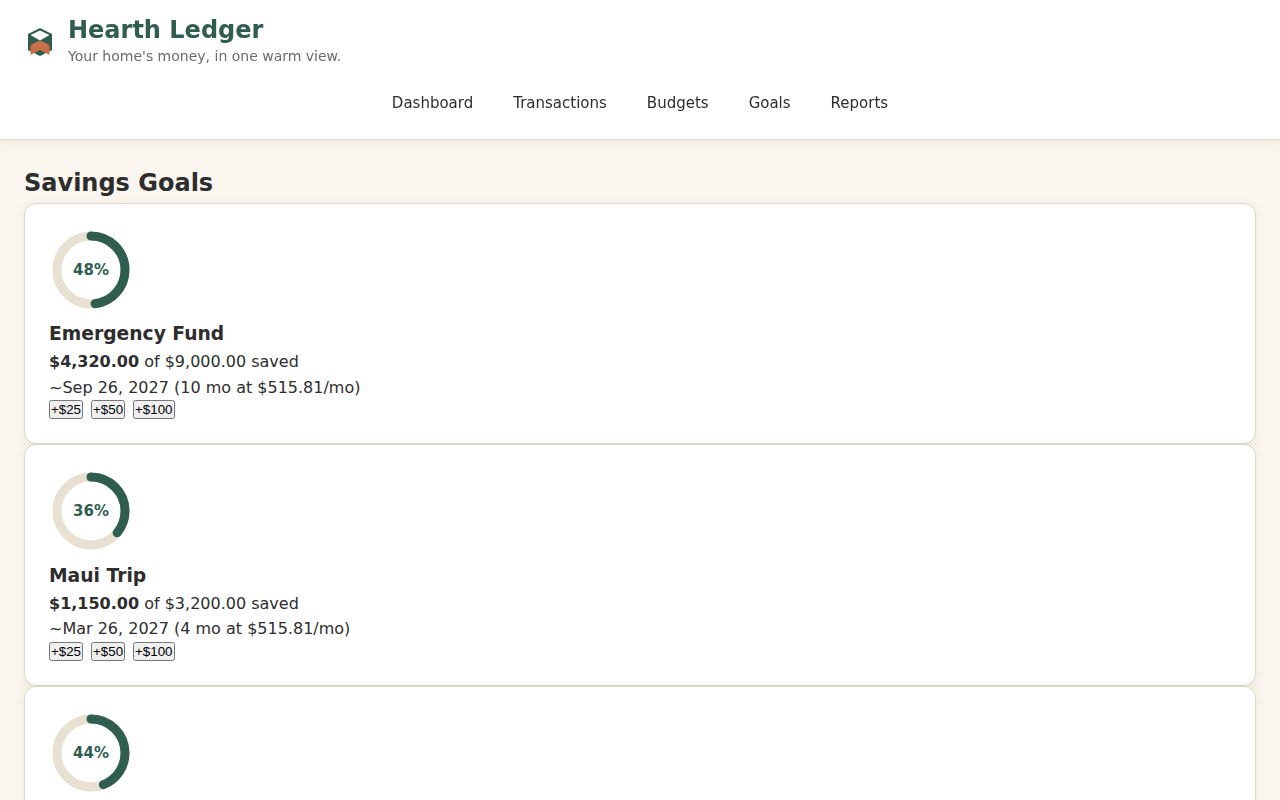 Hearth Ledger
Your home's money, in one warm view.
Dashboard Transactions Budgets Goals Reports
Savings Goals
48%
Emergency Fund
$4,320.00 of $9,000.00 saved
~Sep 26, 2027 (10 mo at $515.81/mo)
+$25 +$50 +$100
36%
Maui Trip
$1,150.00 of $3,200.00 saved
~Mar 26, 2027 (4 mo at $515.81/mo)
+$25 +$50 +$100
44%